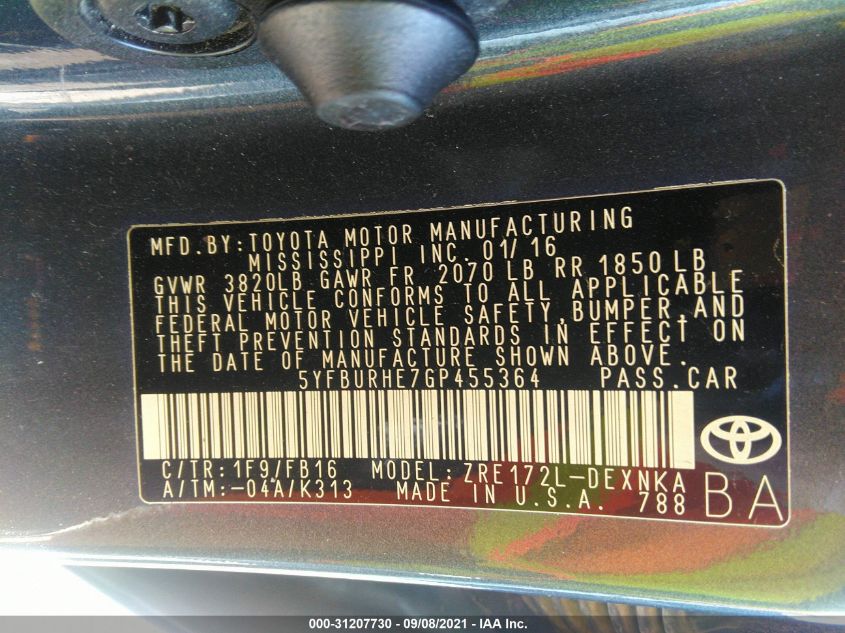 MFD.BY:TOYOTA MOTOR MANUFACTURING
MISSISSIPPI INC. 01/16
GVWR 3820LB GAWR FR 2070 LB RR 1850 LB
THIS VEHICLE CONFORMS TO ALL APPLICABLE
FEDERAL MOTOR VEHICLE SAFETY,BUMPER,AND
THEFT PREVENTION STANDARDS IN EFFECT ON
THE DATE OF MANUFACTURE SHOWN ABOVE.
5YFBURHE7GP455364 PASS.CAR
C/TR:1F9/FB16 MODEL:ZRE172L-DEXNKA
A/TM:-04A/K313 MADE IN U.S.A. 788
BA
000-31207730 - 09/08/2021 - IAA Inc.